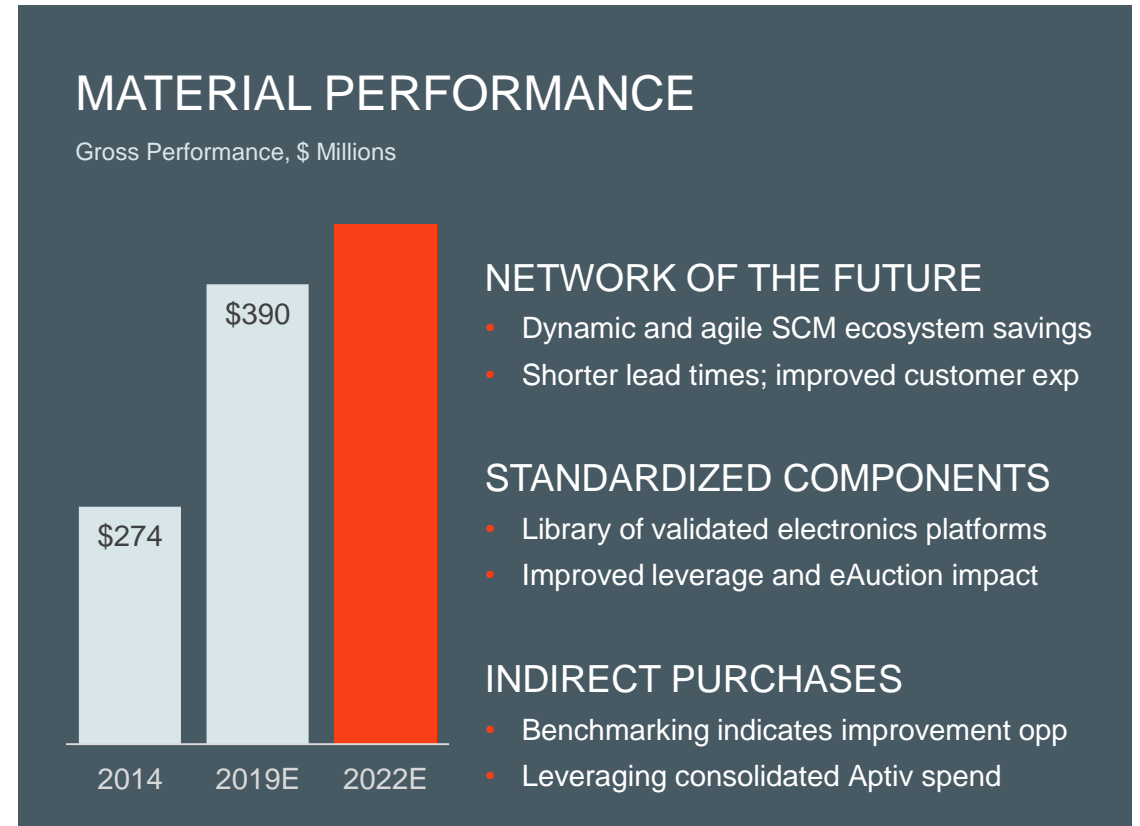 MATERIAL PERFORMANCE
Gross Performance, $ Millions
$274
$390
2014
2019E
2022E
NETWORK OF THE FUTURE
• Dynamic and agile SCM ecosystem savings
• Shorter lead times; improved customer exp
STANDARDIZED COMPONENTS
• Library of validated electronics platforms
• Improved leverage and eAuction impact
INDIRECT PURCHASES
• Benchmarking indicates improvement opp
• Leveraging consolidated Aptiv spend